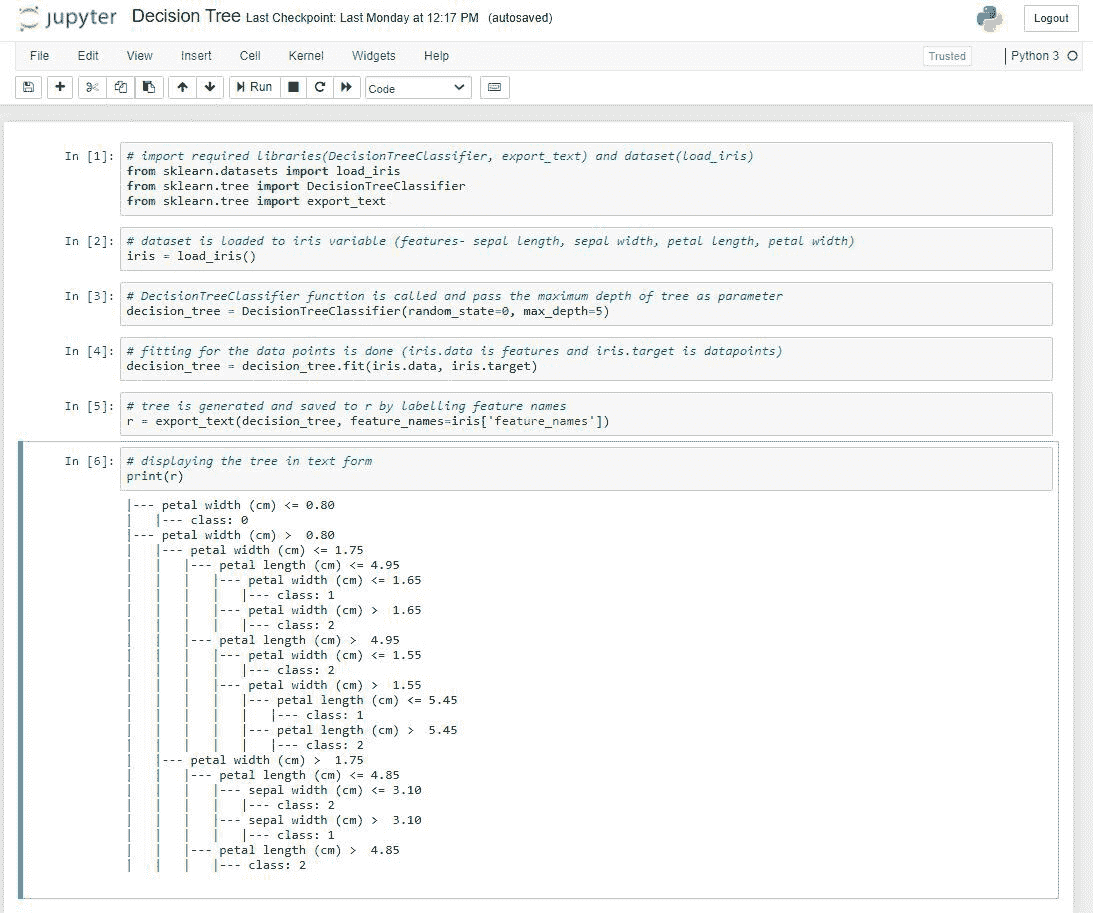 jupyter Decision Tree Last Checkpoint: Last Monday at 12:17 PM (autosaved) Logout
File Edit View Insert Cell Kernel Widgets Help Trusted Python 3
Run Code
In [1]: # import required libraries(DecisionTreeClassifier, export_text) and dataset(load_iris)
from sklearn.datasets import load_iris
from sklearn.tree import DecisionTreeClassifier
from sklearn.tree import export_text
In [2]: # dataset is loaded to iris variable (features- sepal length, sepal width, petal length, petal width)
iris = load_iris()
In [3]: # DecisionTreeClassifier function is called and pass the maximum depth of tree as parameter
decision_tree = DecisionTreeClassifier(random_state=0, max_depth=5)
In [4]: # fitting for the data points is done (iris.data is features and iris.target is datapoints)
decision_tree = decision_tree.fit(iris.data, iris.target)
In [5]: # tree is generated and saved to r by labelling feature names
r = export_text(decision_tree, feature_names=iris['feature_names'])
In [6]: # displaying the tree in text form
print(r)
|--- petal width (cm) <= 0.80
|   |--- class: 0
|--- petal width (cm) >  0.80
|   |--- petal width (cm) <= 1.75
|   |   |--- petal length (cm) <= 4.95
|   |   |   |--- petal width (cm) <= 1.65
|   |   |   |   |--- class: 1
|   |   |   |--- petal width (cm) >  1.65
|   |   |   |   |--- class: 2
|   |   |--- petal length (cm) >  4.95
|   |   |   |--- petal width (cm) <= 1.55
|   |   |   |   |--- class: 2
|   |   |   |--- petal width (cm) >  1.55
|   |   |   |   |--- petal length (cm) <= 5.45
|   |   |   |   |   |--- class: 1
|   |   |   |   |--- petal length (cm) >  5.45
|   |   |   |   |   |--- class: 2
|   |--- petal width (cm) >  1.75
|   |   |--- petal length (cm) <= 4.85
|   |   |   |--- sepal width (cm) <= 3.10
|   |   |   |   |--- class: 2
|   |   |   |--- sepal width (cm) >  3.10
|   |   |   |   |--- class: 1
|   |   |--- petal length (cm) >  4.85
|   |   |   |--- class: 2